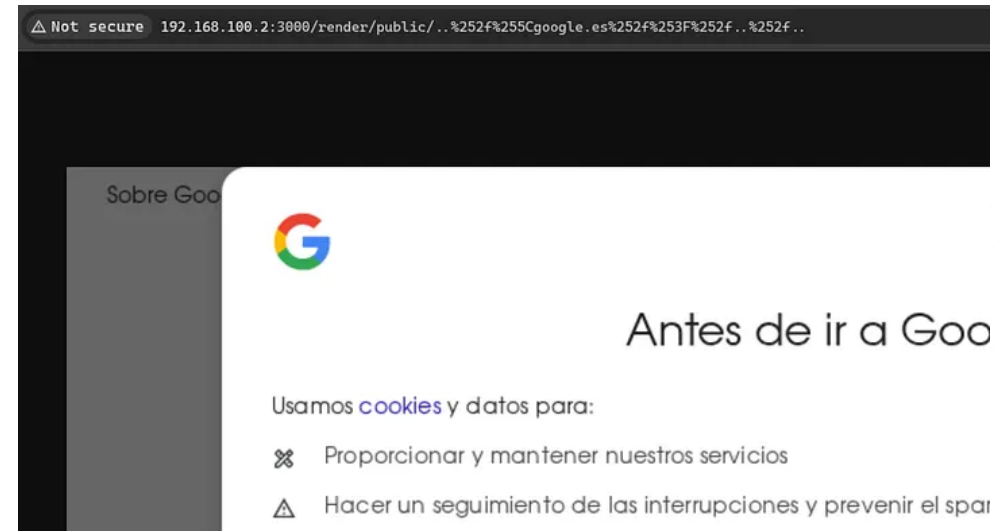 Not secure 192.168.100.2:3000/render/public/..%252f%255Cgoogle.es%252f%253F%252f..%252f..
Sobre Goo
Antes de ir a Goo
Usamos cookies y datos para:
Proporcionar y mantener nuestros servicios
Hacer un seguimiento de las interrupciones y prevenir el spam